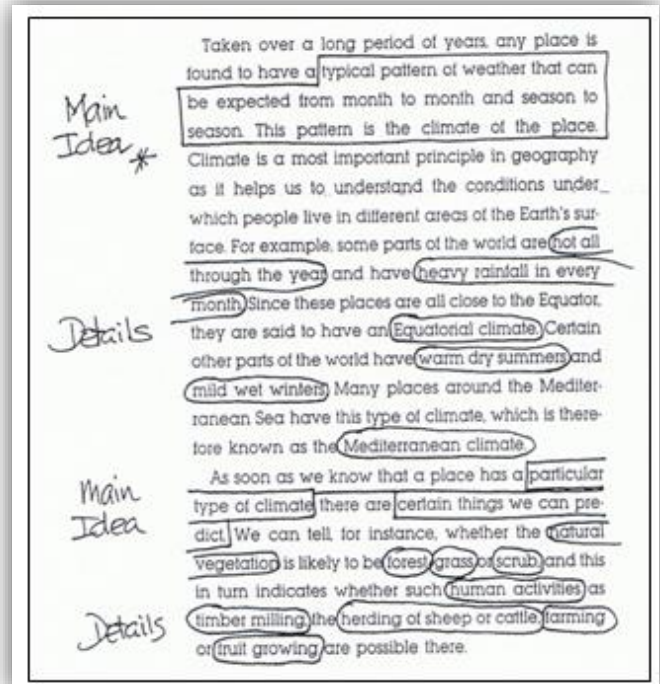 Taken over a long period of years, any place is
found to have a typical pattern of weather that can
be expected from month to month and season to
season. This pattern is the climate of the place.
Climate is a most important principle in geography
as it helps us to understand the conditions under
which people live in different areas of the Earth's sur-
face. For example, some parts of the world are hot all
through the year and have heavy rainfall in every
month. Since these places are all close to the Equator,
they are said to have an Equatorial climate. Certain
other parts of the world have warm dry summers and
mild wet winters. Many places around the Mediter-
ranean Sea have this type of climate, which is there-
fore known as the Mediterranean climate.
As soon as we know that a place has a particular
type of climate there are certain things we can pre-
dict. We can tell, for instance, whether the natural
vegetation is likely to be forest, grass or scrub, and this
in turn indicates whether such human activities as
timber milling, the herding of sheep or cattle, farming
or fruit growing are possible there.
Main
Idea *
Details
Main
Idea
Details